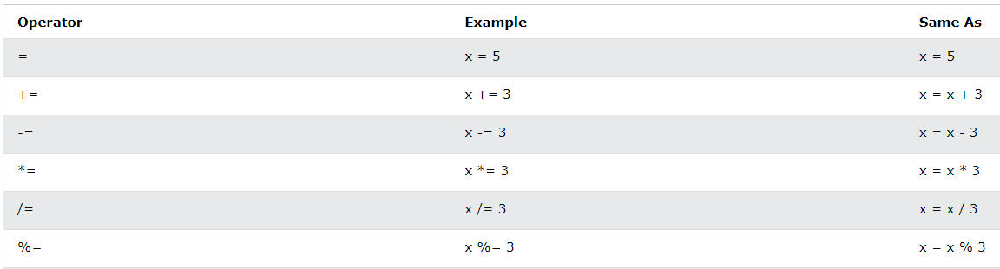 Operator Example Same As
= x = 5 x = 5
+= x += 3 x = x + 3
-= x -= 3 x = x - 3
*= x *= 3 x = x * 3
/= x /= 3 x = x / 3
%= x %= 3 x = x % 3